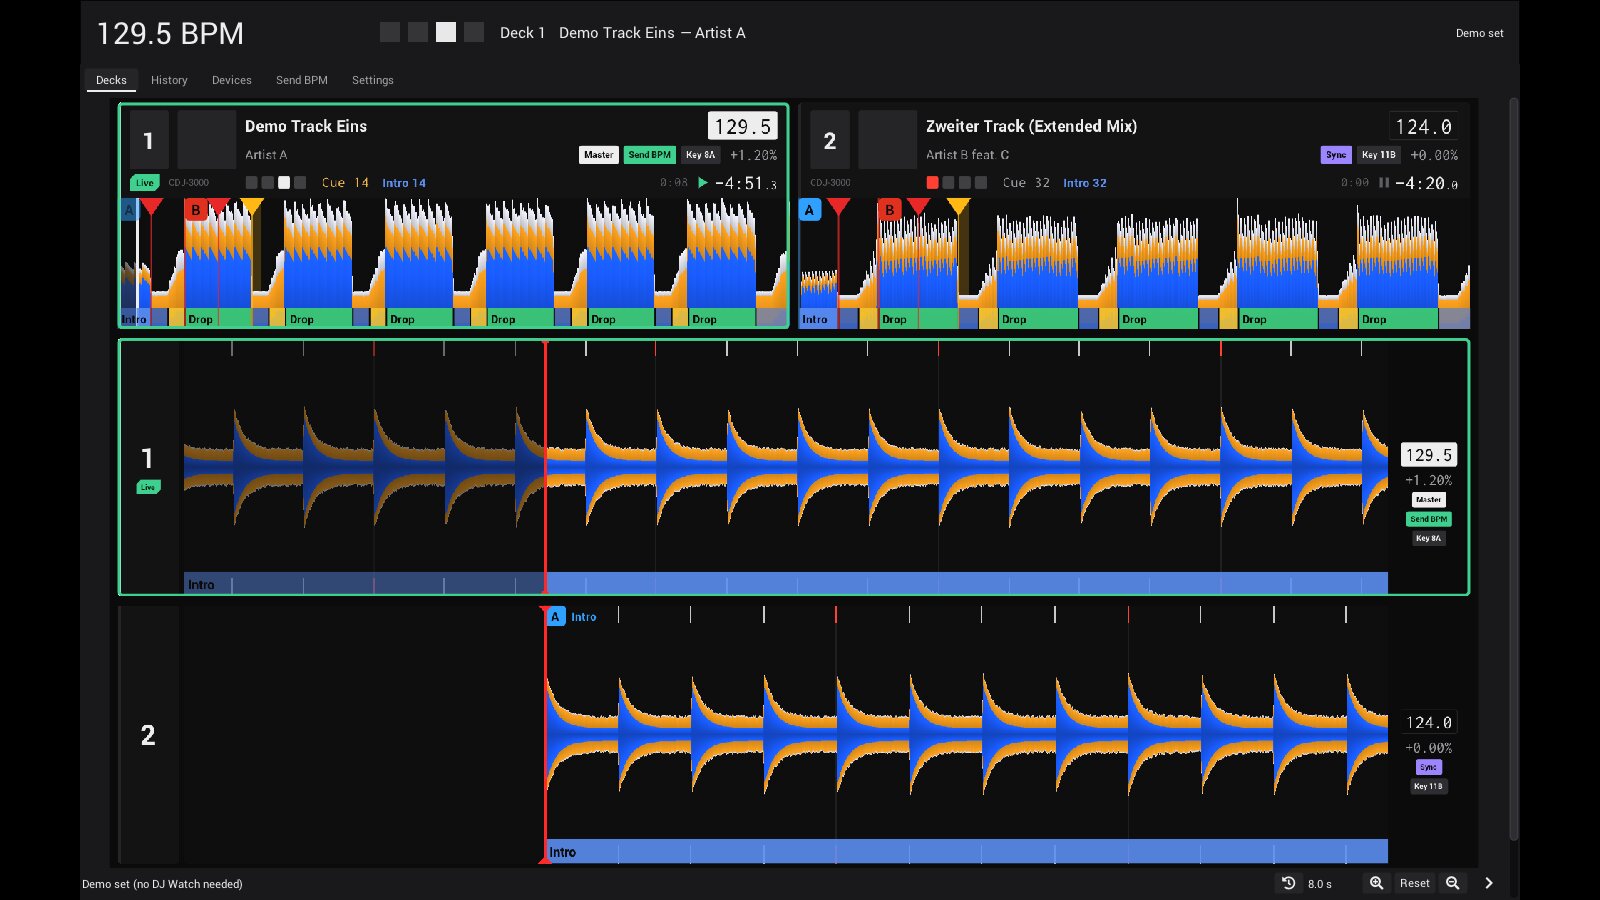 129.5 BPM
Deck 1 Demo Track Eins — Artist A
Demo set
Decks History Devices Send BPM Settings
1
Demo Track Eins
129.5
Artist A
Master Send BPM Key 8A +1.20%
Live CDJ-3000
Cue 14 Intro 14
0:08 -4:51.3
A B
Intro Drop Drop Drop Drop Drop Drop
2
Zweiter Track (Extended Mix)
124.0
Artist B feat. C
Sync Key 11B +0.00%
CDJ-3000
Cue 32 Intro 32
0:00 -4:20.0
A B
Intro Drop Drop Drop Drop Drop
1
Live
129.5
+1.20%
Master
Send BPM
Key 8A
Intro
A Intro
2
124.0
+0.00%
Sync
Key 11B
Intro
Demo set (no DJ Watch needed)
8.0 s
Reset